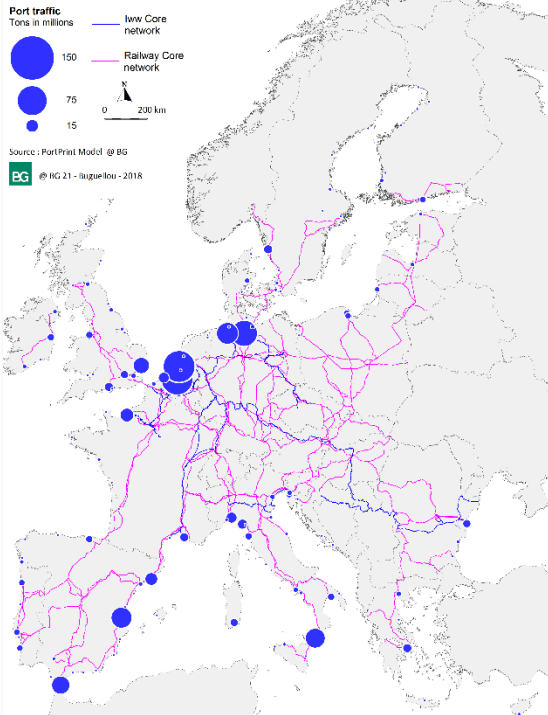 Port traffic
Tons in millions
150
75
15
Iww Core
network
Railway Core
network
N
0 200 km
Source : PortPrint Model @ BG
BG @ BG 21 - Buguellou - 2018